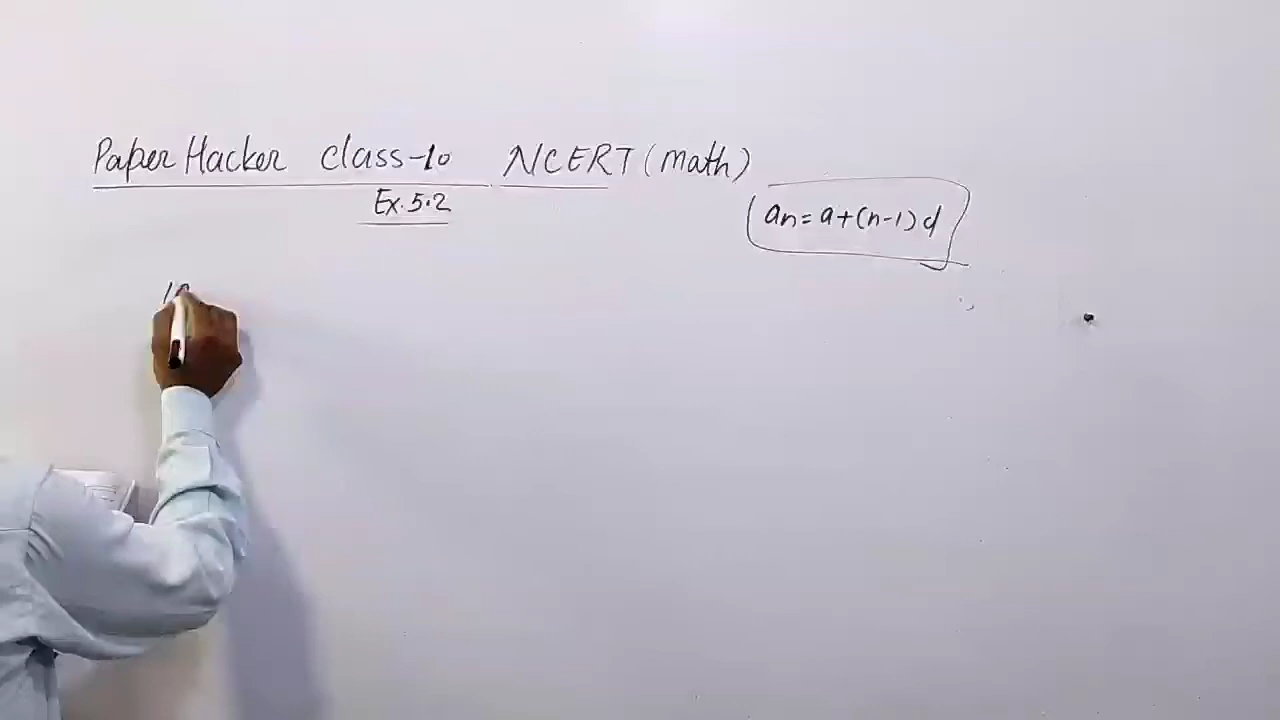 Paper Hacker class-10 NCERT (math)
Ex. 5.2
an = a+(n-1)d